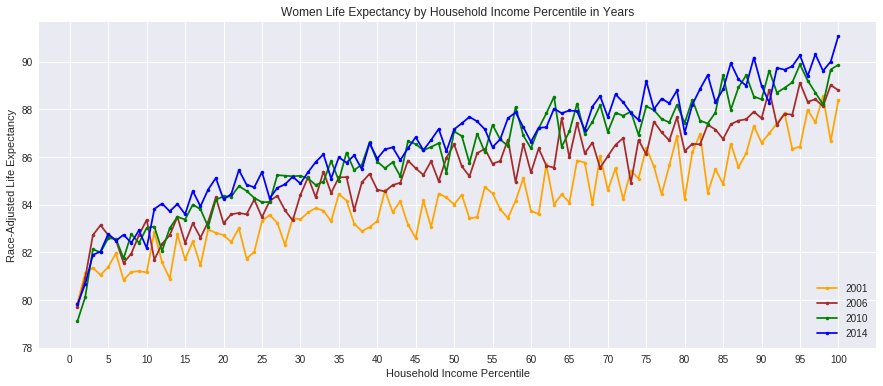 Women Life Expectancy by Household Income Percentile in Years
Race-Adjusted Life Expectancy
90
88
86
84
82
80
78
2001
2006
2010
2014
0 5 10 15 20 25 30 35 40 45 50 55 60 65 70 75 80 85 90 95 100
Household Income Percentile